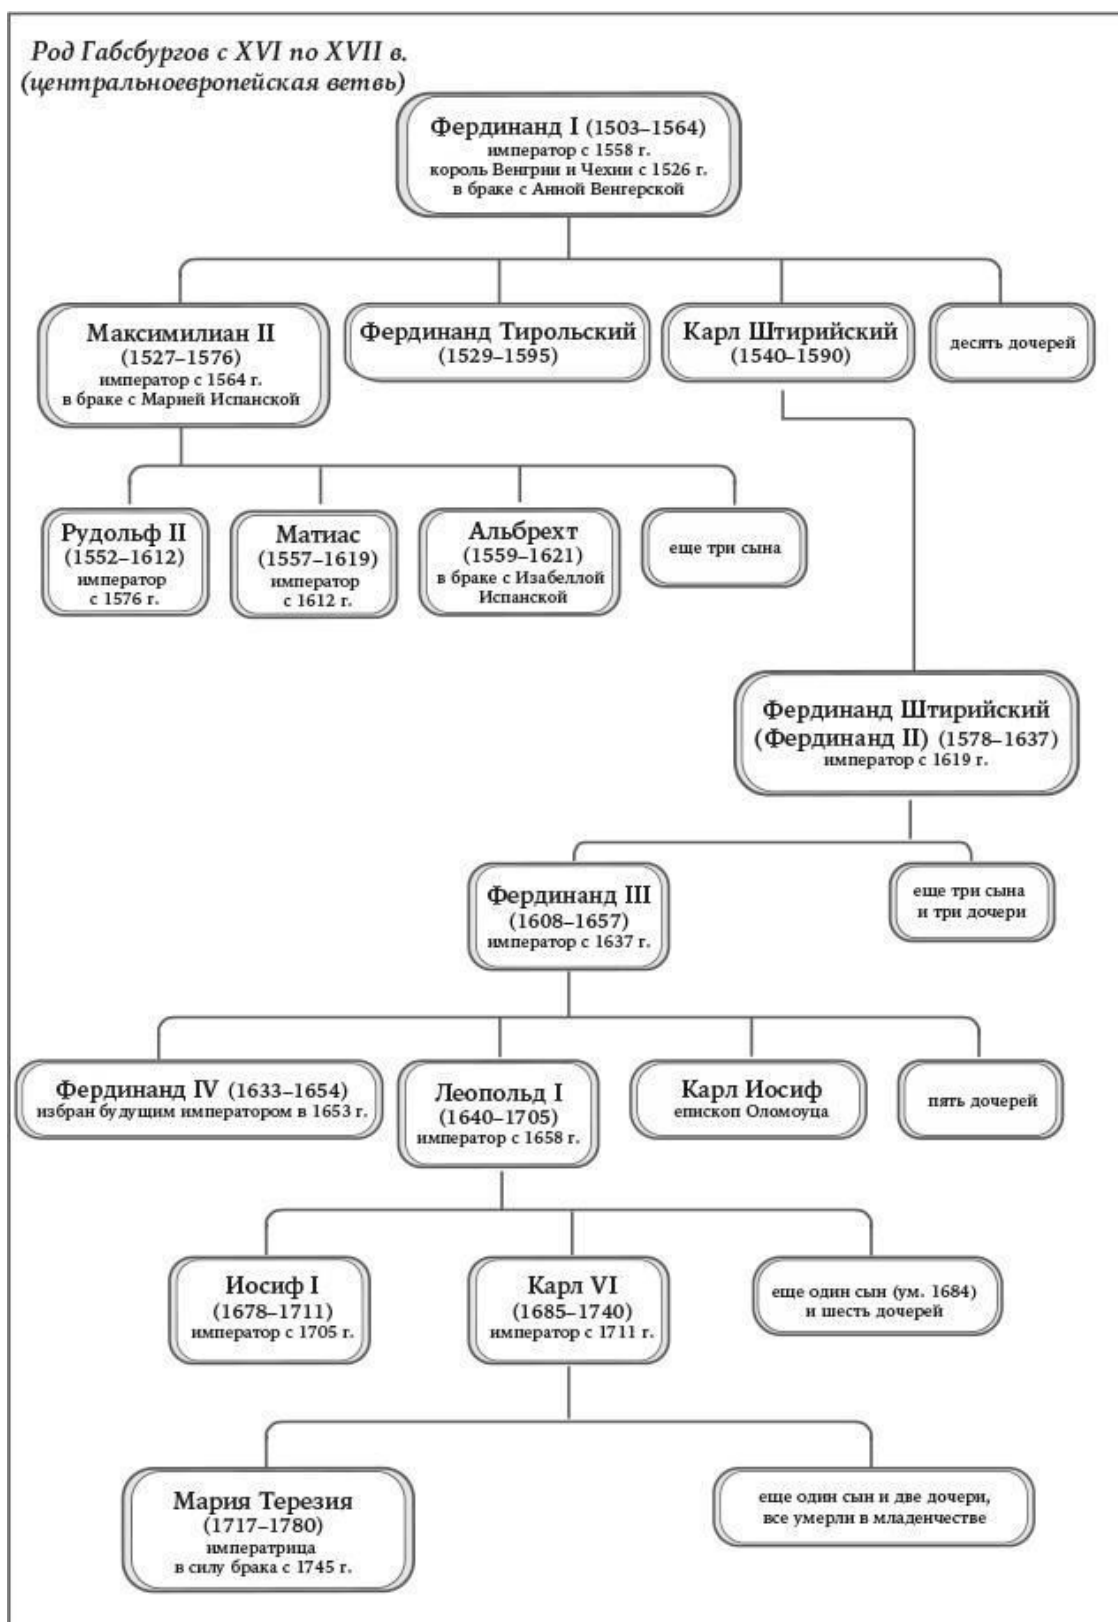 Род Габсбургов с XVI по XVII в.
(центральноевропейская ветвь)
Фердинанд I (1503–1564)
император с 1558 г.
король Венгрии и Чехии с 1526 г.
в браке с Анной Венгерской
Максимилиан II
(1527–1576)
император с 1564 г.
в браке с Марией Испанской
Фердинанд Тирольский
(1529–1595)
Карл Штирийский
(1540–1590)
десять дочерей
Рудольф II
(1552–1612)
император
с 1576 г.
Матиас
(1557–1619)
император
с 1612 г.
Альбрехт
(1559–1621)
в браке с Изабеллой
Испанской
еще три сына
Фердинанд Штирийский
(Фердинанд II) (1578–1637)
император с 1619 г.
Фердинанд III
(1608–1657)
император с 1637 г.
еще три сына
и три дочери
Фердинанд IV (1633–1654)
избран будущим императором в 1653 г.
Леопольд I
(1640–1705)
император с 1658 г.
Карл Иосиф
епископ Оломоуца
пять дочерей
Иосиф I
(1678–1711)
император с 1705 г.
Карл VI
(1685–1740)
император с 1711 г.
еще один сын (ум. 1684)
и шесть дочерей
Мария Терезия
(1717–1780)
императрица
в силу брака с 1745 г.
еще один сын и две дочери,
все умерли в младенчестве